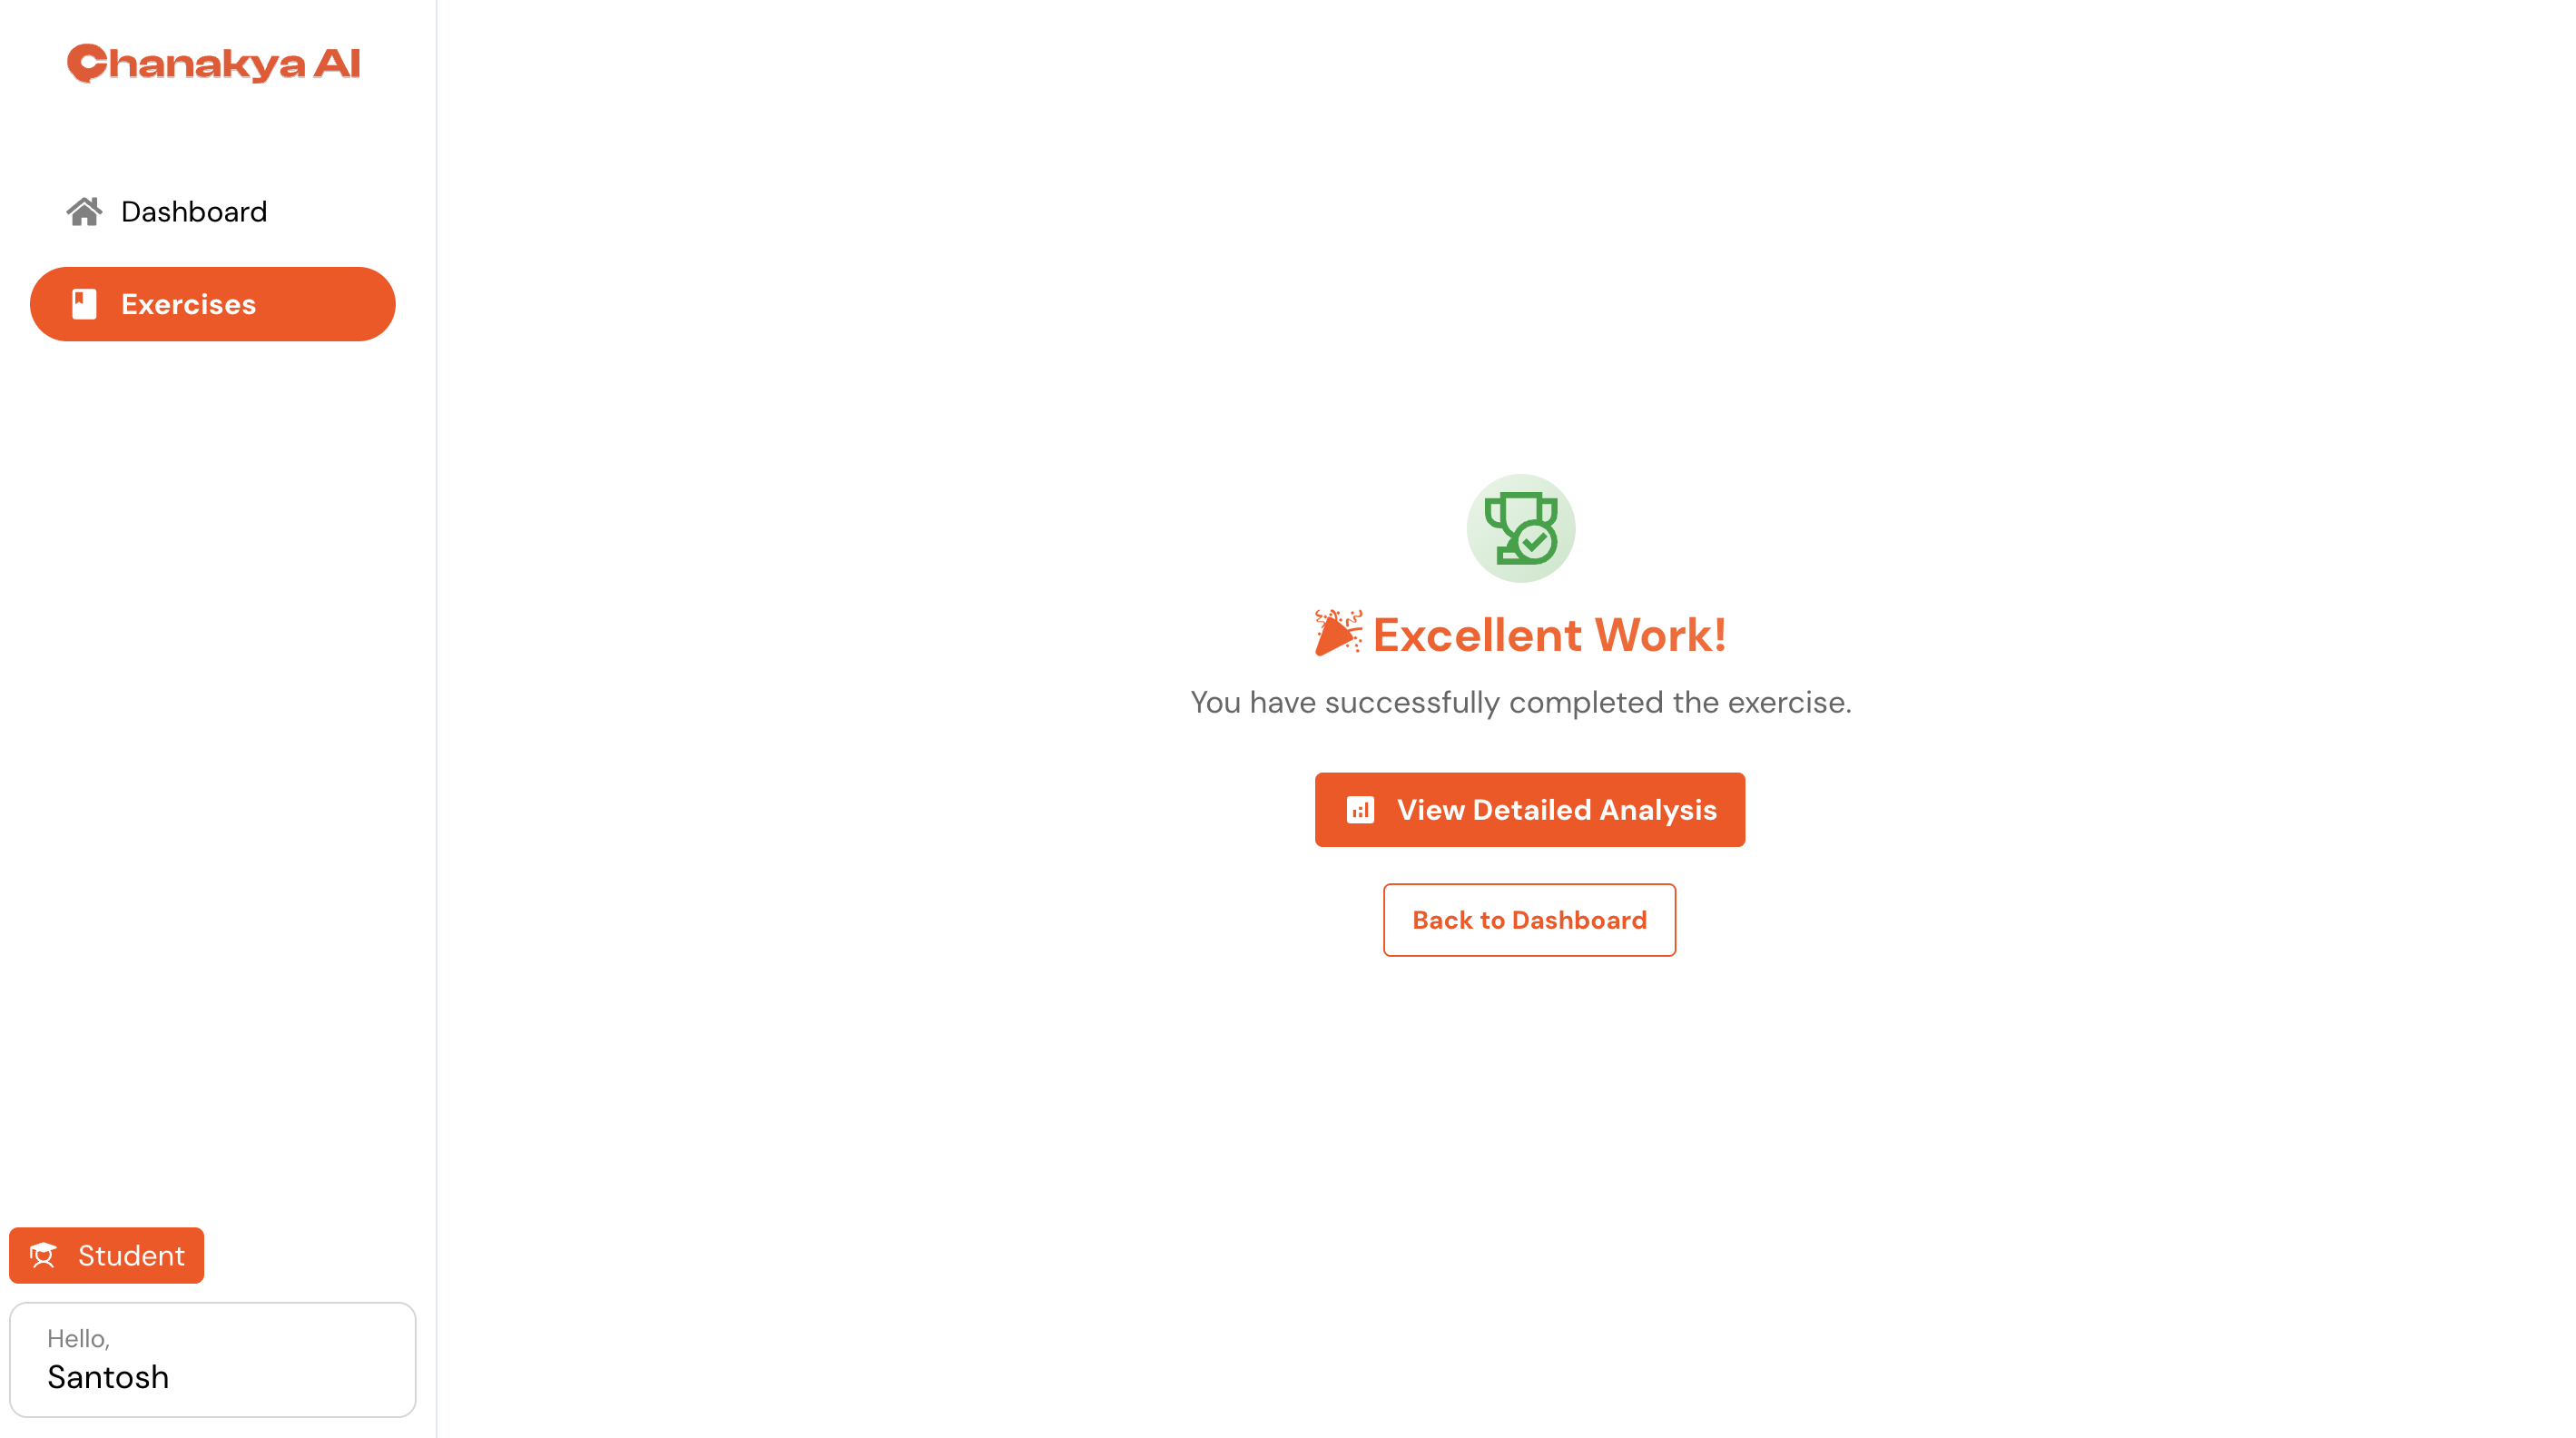 Chanakya AI
Dashboard
Exercises
Excellent Work!
You have successfully completed the exercise.
View Detailed Analysis
Back to Dashboard
Student
Hello,
Santosh